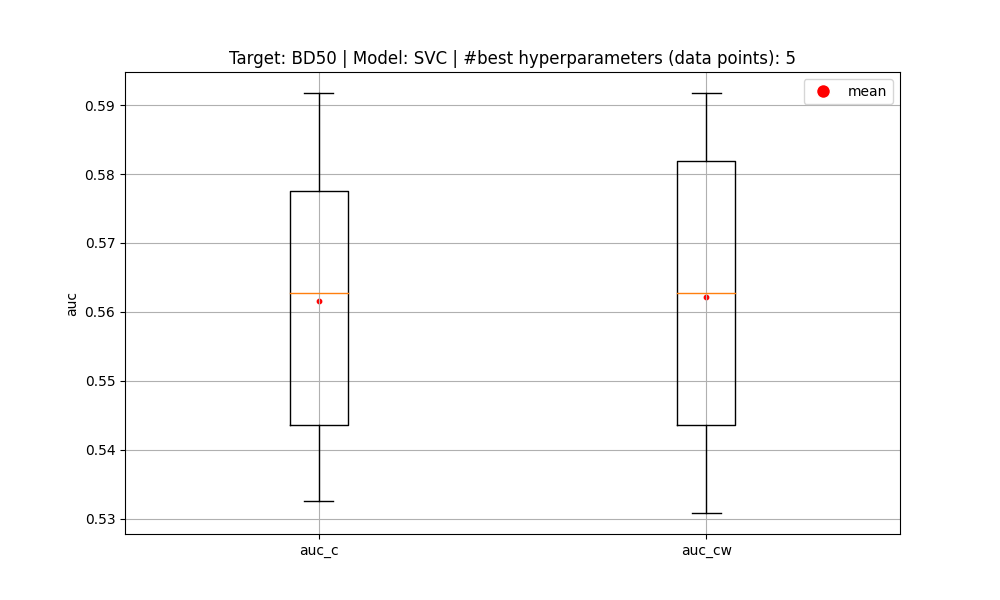 Target: BD50 | Model: SVC | #best hyperparameters (data points): 5
mean
0.59
0.58
0.57
0.56
0.55
0.54
0.53
auc
auc_c
auc_cw